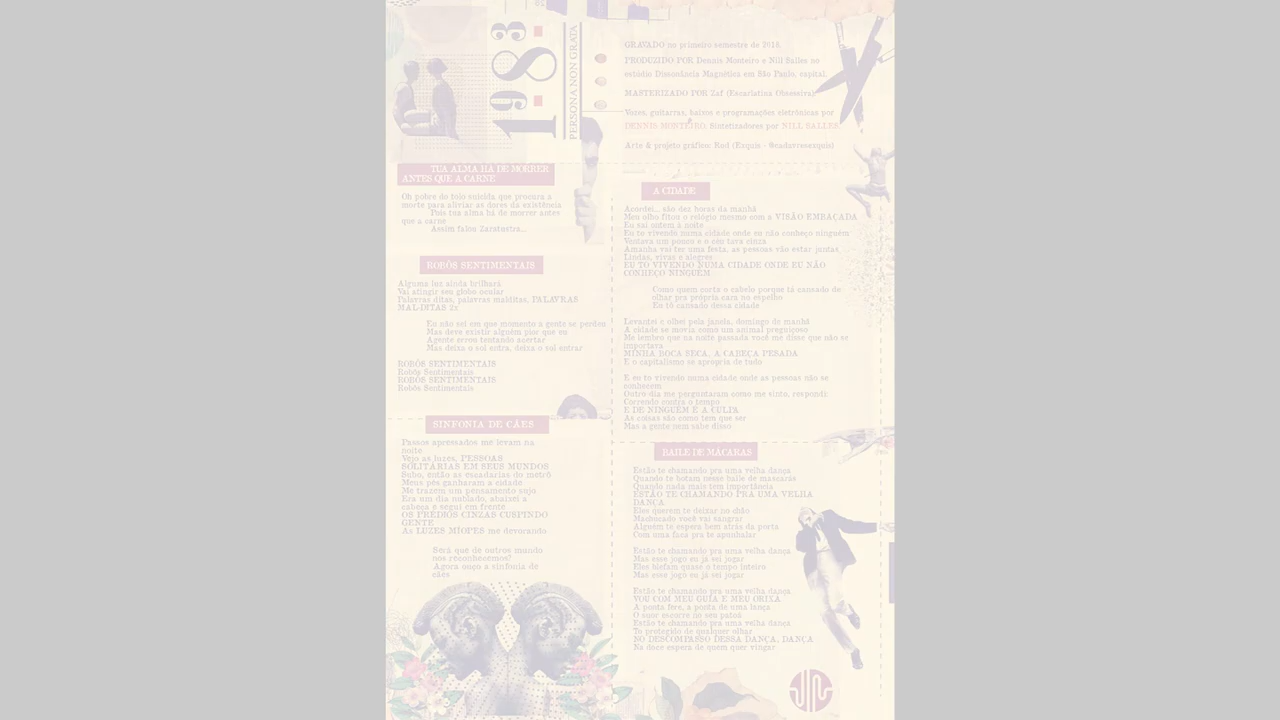 1.9.8.3
PERSONA NON GRATA
GRAVADO no primeiro semestre de 2018.
PRODUZIDO POR Dennis Monteiro e Nill Salles no
estúdio Dissonância Magnética em São Paulo, capital.
MASTERIZADO POR Zaf (Escarlatina Obsessiva).
Vozes, guitarras, baixos e programações eletrônicas por
DENNIS MONTEIRO. Sintetizadores por NILL SALLES
Arte & projeto gráfico: Rud (Exquis - @cadavresexquis)
TUA ALMA HÁ DE MORRER
ANTES QUE A CARNE
Oh pobre do tolo suicida que procura a
morte para aliviar as dores da existência
Pois tua alma há de morrer antes
que a carne
Assim falou Zaratustra...
ROBÔS SENTIMENTAIS
Alguma luz ainda brilhará
Vai atingir seu globo ocular
Palavras ditas, palavras malditas, PALAVRAS
MAL-DITAS 2x
Eu não sei em que momento a gente se perdeu
Mas deve existir alguém pior que eu
Agente errou tentando acertar
Mas deixa o sol entra, deixa o sol entrar
ROBÔS SENTIMENTAIS
Robôs Sentimentais
ROBÔS SENTIMENTAIS
Robôs Sentimentais
SINFONIA DE CÃES
Passos apressados me levam na
noite
Vejo as luzes, PESSOAS
SOLITÁRIAS EM SEUS MUNDOS
Subo, então as escadarias do metrô
Meus pés ganharam a cidade
Me trazem um pensamento sujo
Era um dia nublado, abaixei a
cabeça e segui em frente
OS PRÉDIOS CINZAS CUSPINDO
GENTE
As LUZES MÍOPES me devorando
Será que de outros mundo
nos reconhecemos?
Agora ouço a sinfonia de
cães
A CIDADE
Acordei... são dez horas da manhã
Meu olho fitou o relógio mesmo com a VISÃO EMBAÇADA
Eu sai ontem à noite
Eu to vivendo numa cidade onde eu não conheço ninguém
Ventava um pouco e o céu tava cinza
Amanha vai ter uma festa, as pessoas vão estar juntas,
Lindas, vivas e alegres
EU TO VIVENDO NUMA CIDADE ONDE EU NÃO
CONHEÇO NINGUÉM
Como quem corta o cabelo porque tá cansado de
olhar pra própria cara no espelho
Eu tô cansado dessa cidade
Levantei e olhei pela janela, domingo de manhã
A cidade se movia como um animal preguiçoso
Me lembro que na noite passada você me disse que não se
importava
MINHA BOCA SECA, A CABEÇA PESADA
E o capitalismo se apropria de tudo
E eu to vivendo numa cidade onde as pessoas não se
conhecem
Outro dia me perguntaram como me sinto, respondi:
Correndo contra o tempo
E DE NINGUÉM É A CULPA
As coisas são como tem que ser
Mas a gente nem sabe disso
BAILE DE MÁCARAS
Estão te chamando pra uma velha dança
Quando te botam nesse baile de mascarás
Quando nada mais tem importância
ESTÃO TE CHAMANDO PRA UMA VELHA
DANÇA
Eles querem te deixar no chão
Machucado você vai sangrar
Alguém te espera bem atrás da porta
Com uma faca pra te apunhalar
Estão te chamando pra uma velha dança
Mas esse jogo eu já sei jogar
Eles blefam quase o tempo inteiro
Mas esse jogo eu já sei jogar
Estão te chamando pra uma velha dança
VOU COM MEU GUIA E MEU ORIXÁ
A ponta fere, a ponta de uma lança
O suor escorre no seu patoá
Estão te chamando pra uma velha dança
To protegido de qualquer olhar
NO DESCOMPASSO DESSA DANÇA, DANÇA
Na doce espera de quem quer vingar